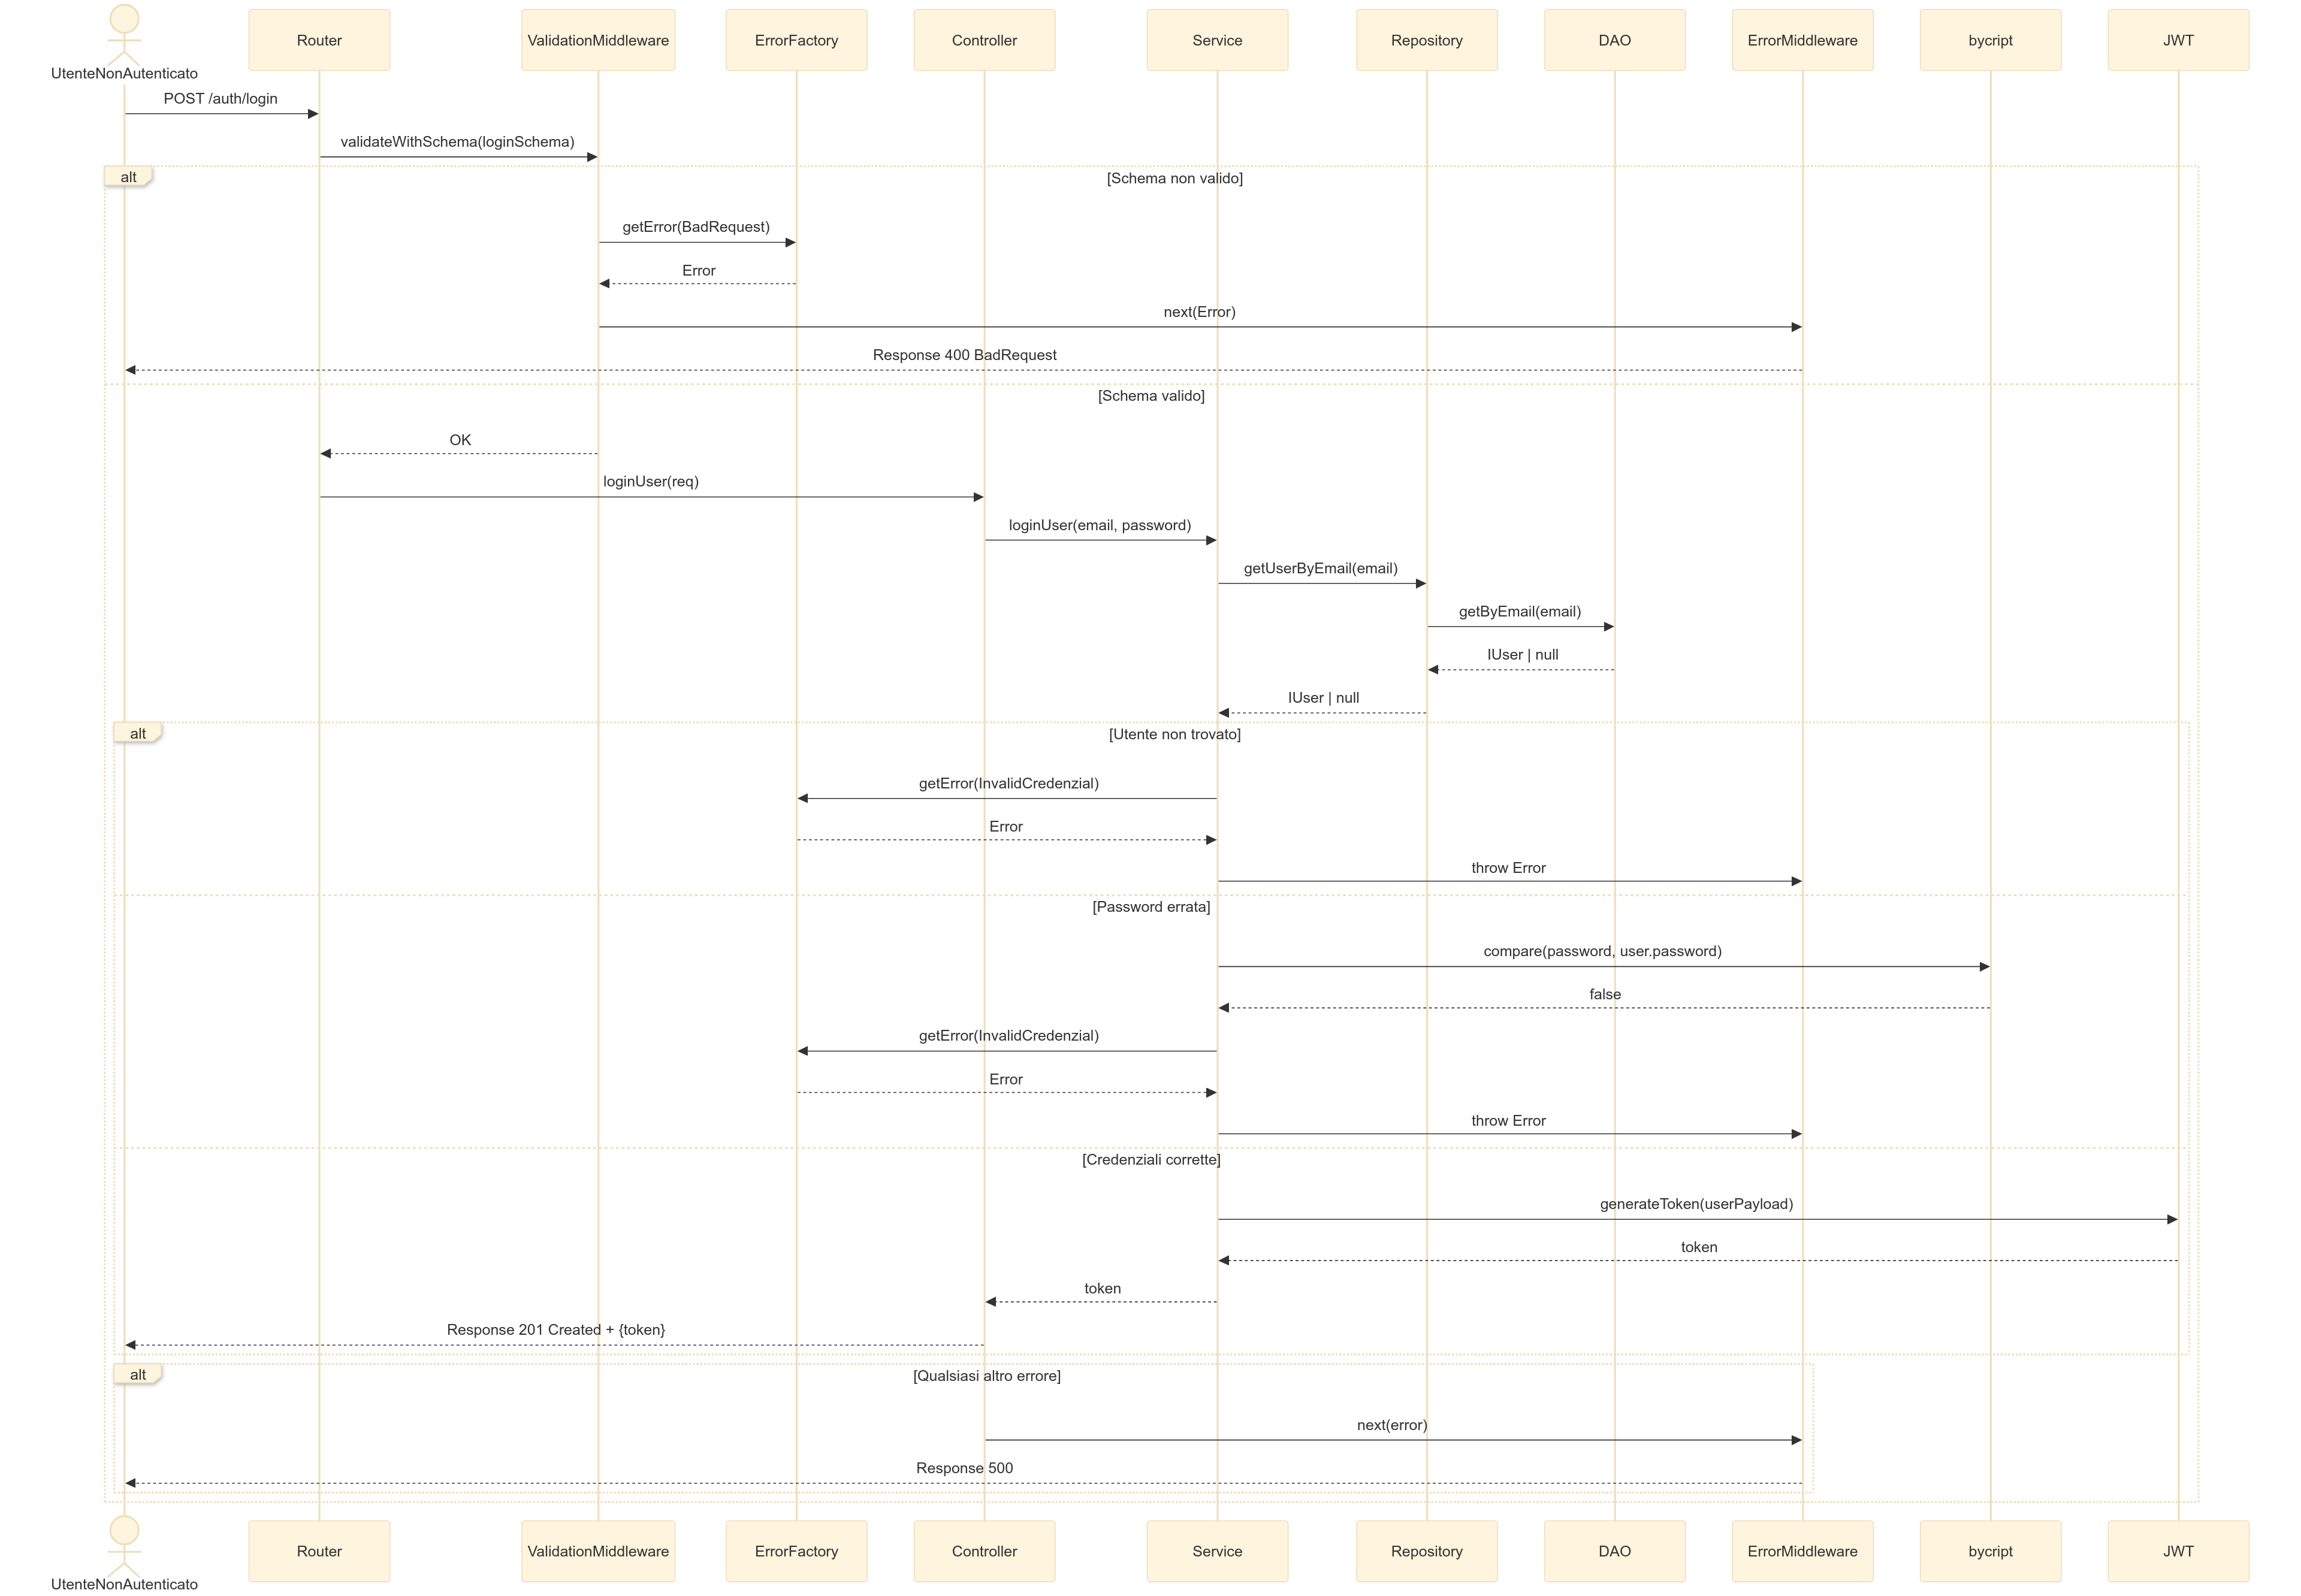 UtenteNonAutenticato
Router
ValidationMiddleware
ErrorFactory
Controller
Service
Repository
DAO
ErrorMiddleware
bycript
JWT
POST /auth/login
validateWithSchema(loginSchema)
alt
[Schema non valido]
getError(BadRequest)
Error
next(Error)
Response 400 BadRequest
[Schema valido]
OK
loginUser(req)
loginUser(email, password)
getUserByEmail(email)
getByEmail(email)
IUser | null
IUser | null
alt
[Utente non trovato]
getError(InvalidCredenzial)
Error
throw Error
[Password errata]
compare(password, user.password)
false
getError(InvalidCredenzial)
Error
throw Error
[Credenziali corrette]
generateToken(userPayload)
token
token
Response 201 Created + {token}
alt
[Qualsiasi altro errore]
next(error)
Response 500
Router
ValidationMiddleware
ErrorFactory
Controller
Service
Repository
DAO
ErrorMiddleware
bycript
JWT
UtenteNonAutenticato